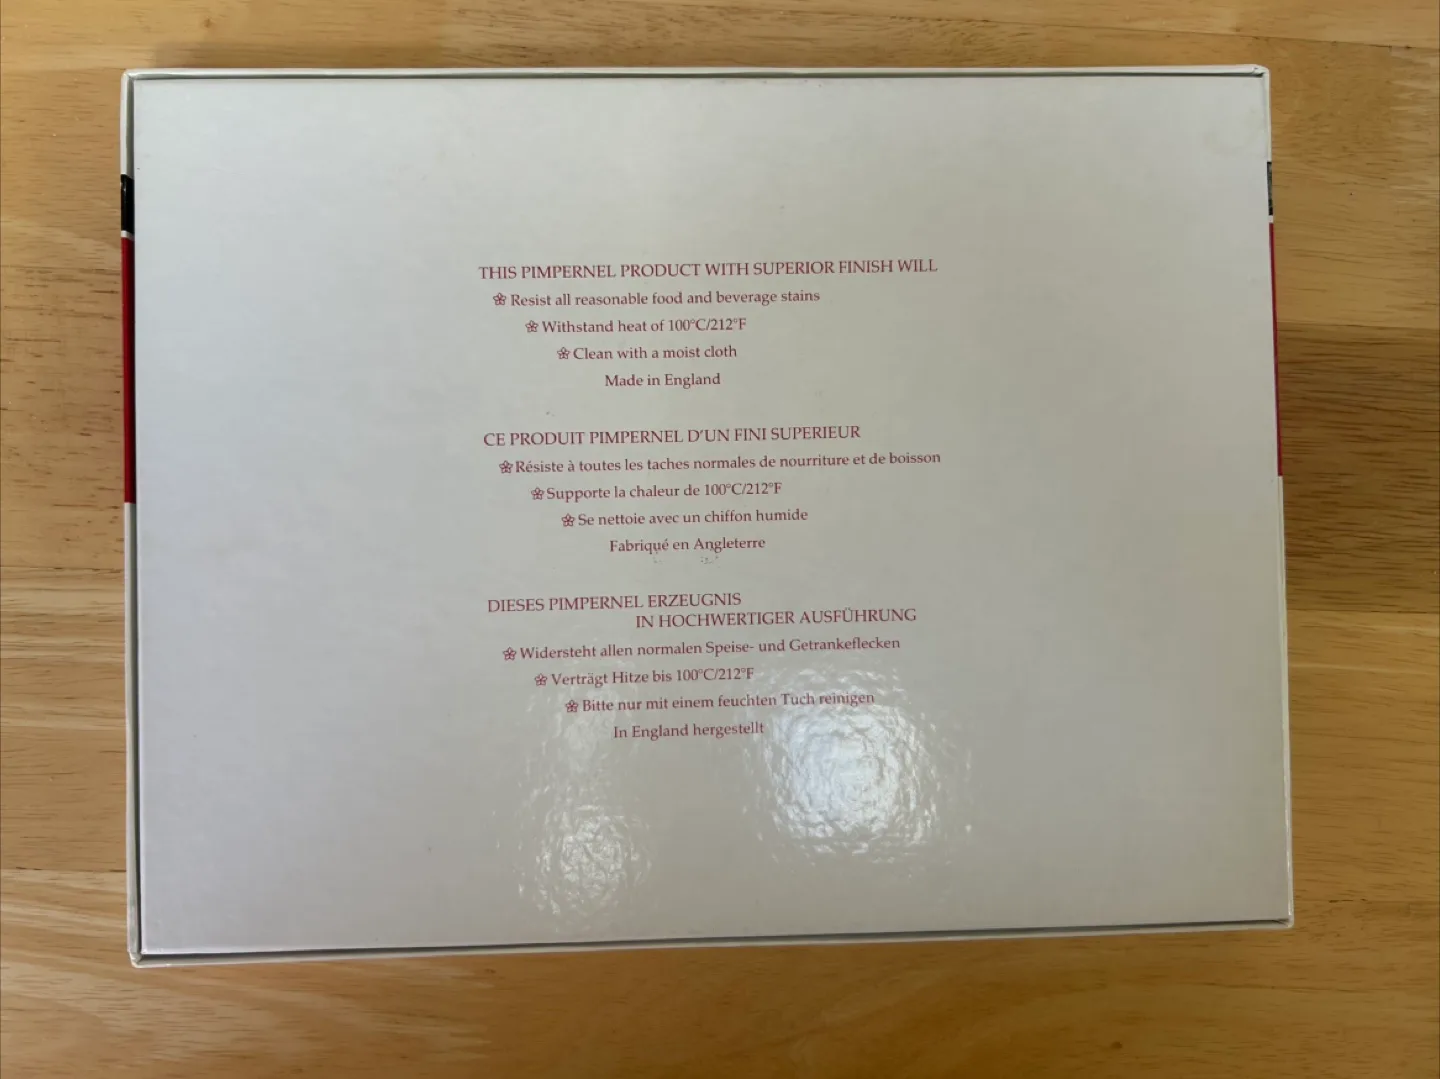 THIS PIMPERNEL PRODUCT WITH SUPERIOR FINISH WILL
Resist all reasonable food and beverage stains
Withstand heat of 100°C/212°F
Clean with a moist cloth
Made in England
CE PRODUIT PIMPERNEL D'UN FINI SUPERIEUR
Résiste à toutes les taches normales de nourriture et de boisson
Supporte la chaleur de 100°C/212°F
Se nettoie avec un chiffon humide
Fabriqué en Angleterre
DIESES PIMPERNEL ERZEUGNIS
IN HOCHWERTIGER AUSFÜHRUNG
Widersteht allen normalen Speise- und Getrankeflecken
Verträgt Hitze bis 100°C/212°F
Bitte nur mit einem feuchten Tuch reinigen
In England hergestellt